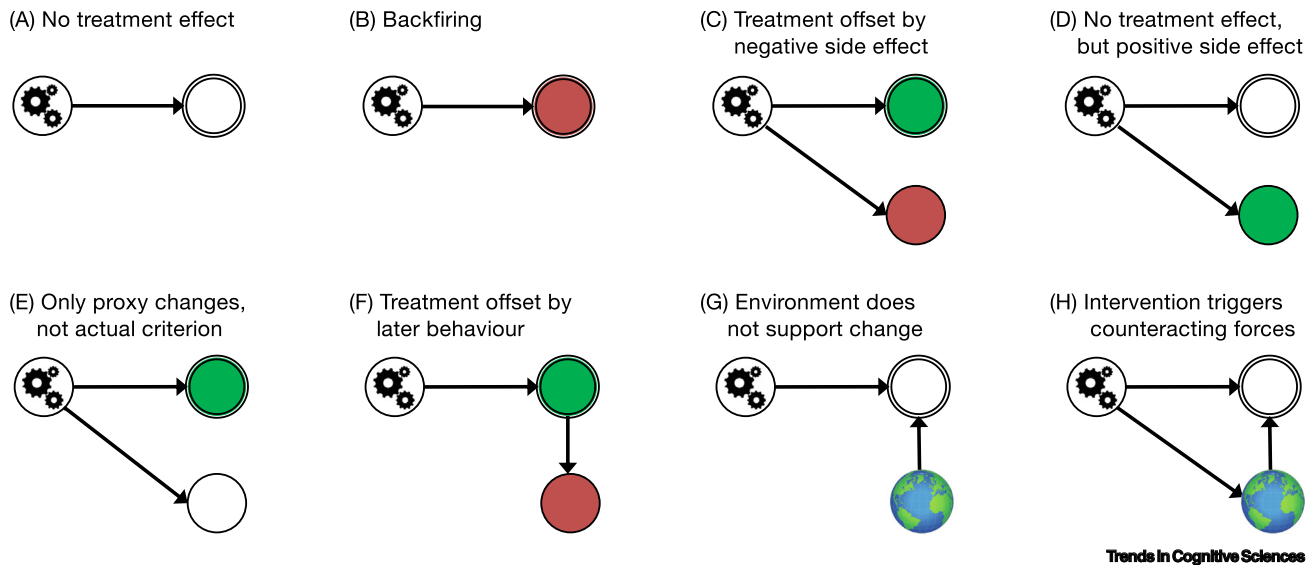 (A) No treatment effect
(B) Backfiring
(C) Treatment offset by
negative side effect
(D) No treatment effect,
but positive side effect
(E) Only proxy changes,
not actual criterion
(F) Treatment offset by
later behaviour
(G) Environment does
not support change
(H) Intervention triggers
counteracting forces
Trends in Cognitive Sciences